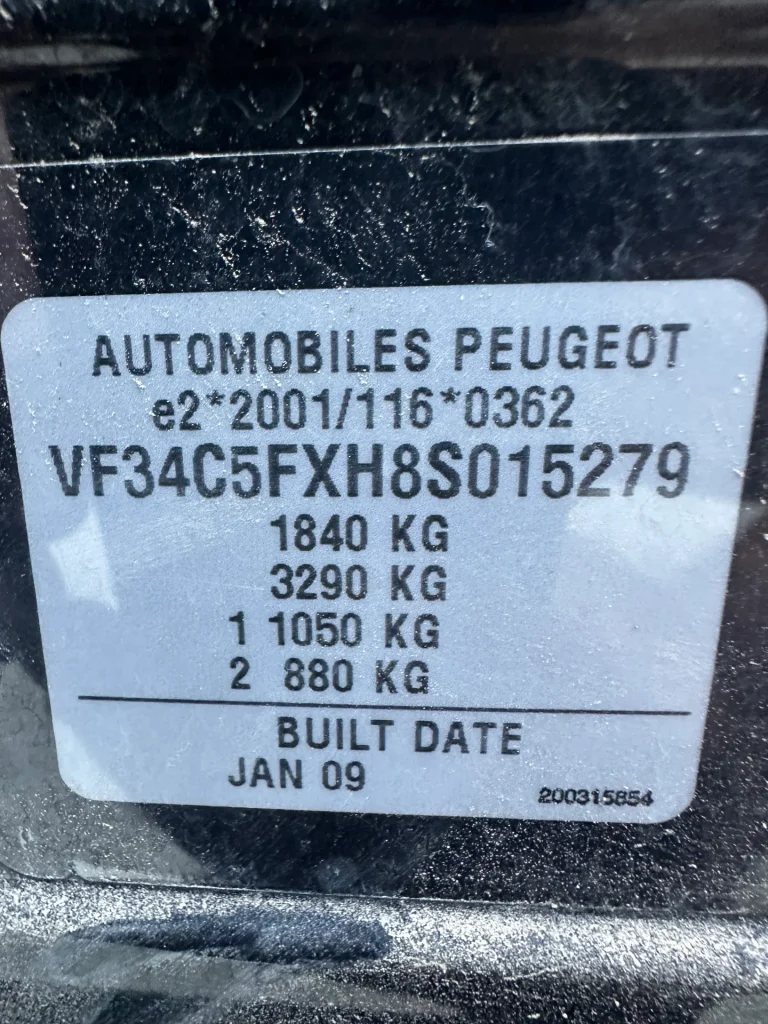 AUTOMOBILES PEUGEOT
e2*2001/116*0362
VF34C5FXH8S015279
1840 KG
3290 KG
1 1050 KG
2 880 KG
BUILT DATE
JAN 09
200315854